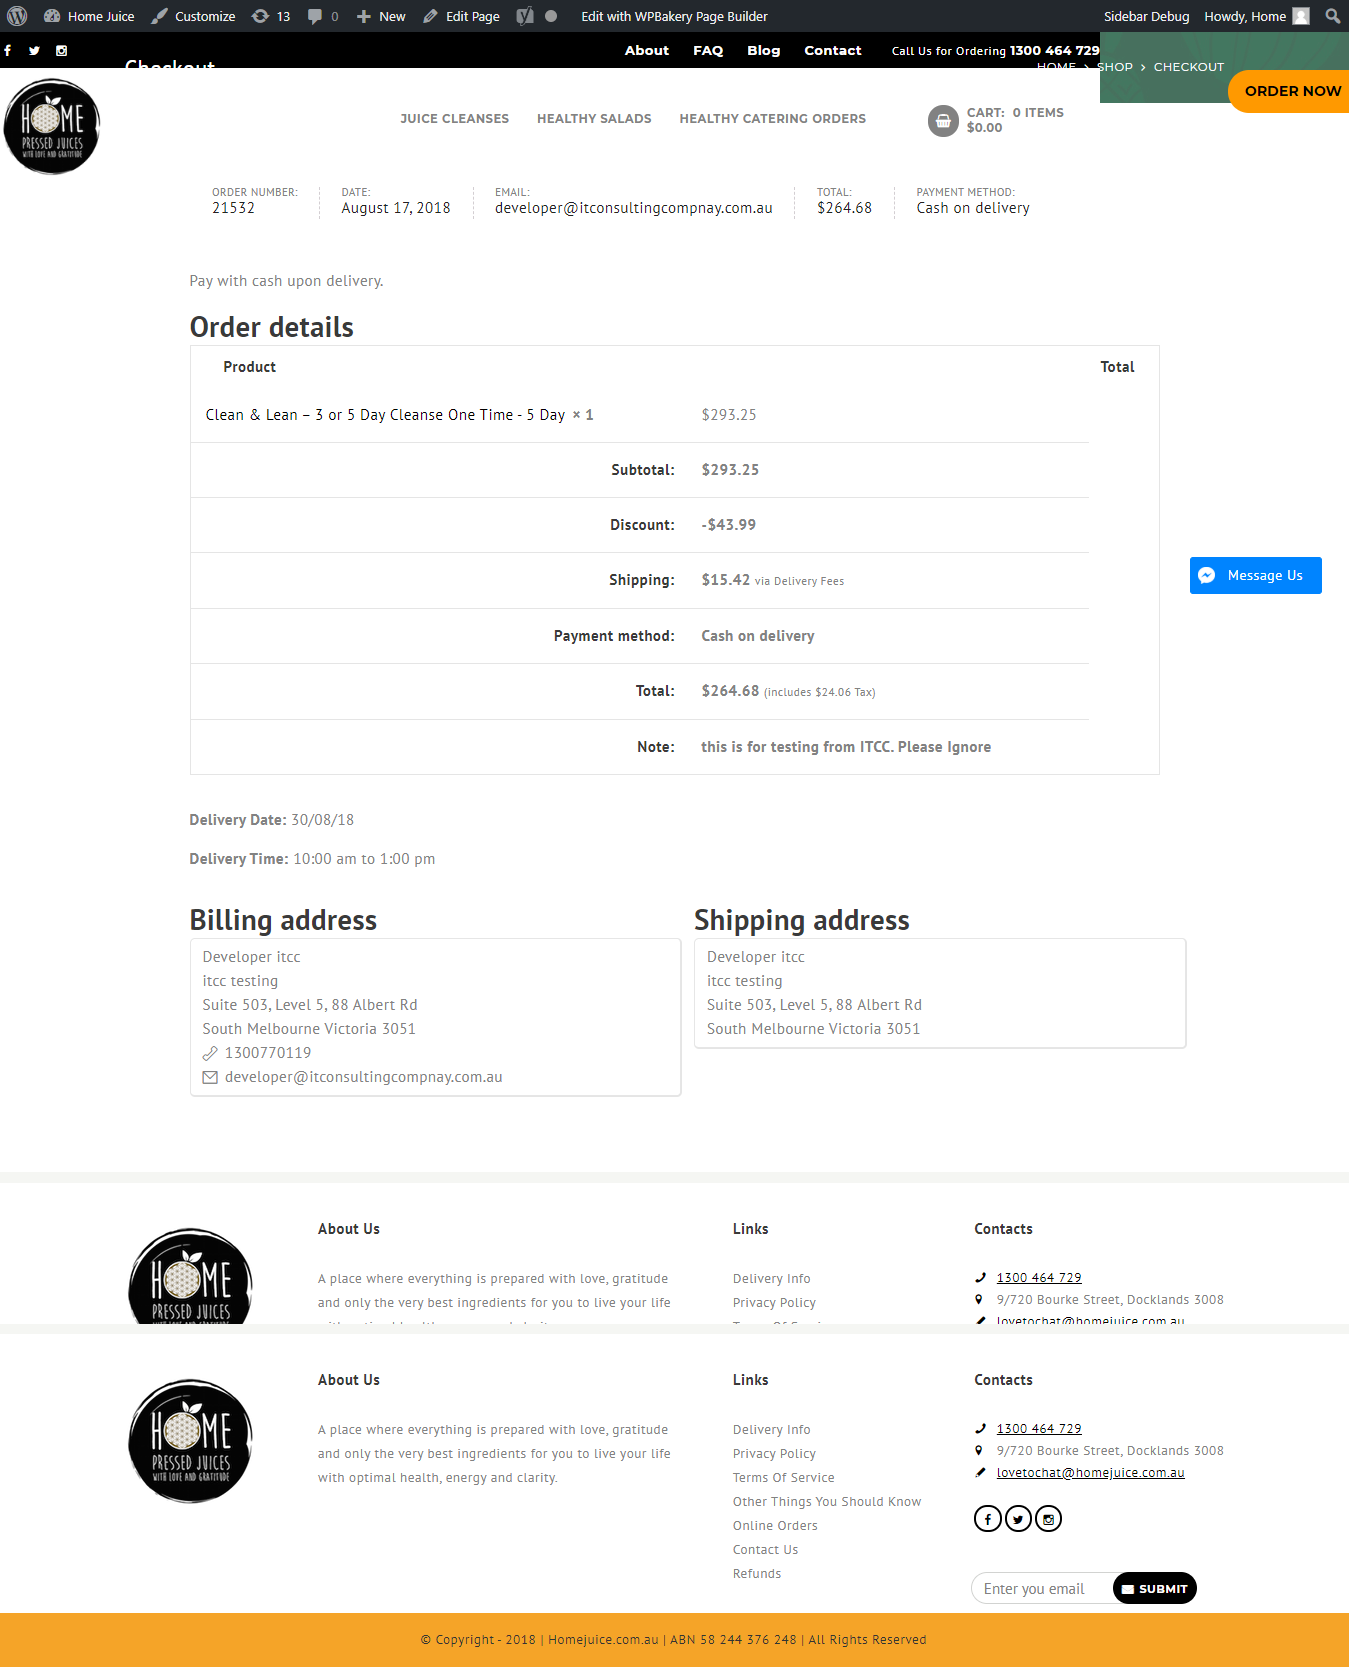 Home Juice Customize 13 0 New Edit Page Edit with WPBakery Page Builder Sidebar Debug Howdy, Home
About FAQ Blog Contact Call Us for Ordering 1300 464 729
Checkout
HOME > SHOP > CHECKOUT
ORDER NOW
HOME
PRESSED JUICES
WITH LOVE AND GRATITUDE
JUICE CLEANSES HEALTHY SALADS HEALTHY CATERING ORDERS
CART: 0 ITEMS
$0.00
ORDER NUMBER: DATE: EMAIL: TOTAL: PAYMENT METHOD:
21532 August 17, 2018 developer@itconsultingcompnay.com.au $264.68 Cash on delivery
Pay with cash upon delivery.
Order details
Product Total
Clean & Lean – 3 or 5 Day Cleanse One Time - 5 Day × 1 $293.25
Subtotal: $293.25
Discount: -$43.99
Shipping: $15.42 via Delivery Fees
Message Us
Payment method: Cash on delivery
Total: $264.68 (includes $24.06 Tax)
Note: this is for testing from ITCC. Please Ignore
Delivery Date: 30/08/18
Delivery Time: 10:00 am to 1:00 pm
Billing address
Developer itcc
itcc testing
Suite 503, Level 5, 88 Albert Rd
South Melbourne Victoria 3051
1300770119
developer@itconsultingcompnay.com.au
Shipping address
Developer itcc
itcc testing
Suite 503, Level 5, 88 Albert Rd
South Melbourne Victoria 3051
HOME
PRESSED JUICES
About Us
A place where everything is prepared with love, gratitude
and only the very best ingredients for you to live your life
Links
Delivery Info
Privacy Policy
Contacts
1300 464 729
9/720 Bourke Street, Docklands 3008
lovetochat@homejuice.com.au
HOME
PRESSED JUICES
WITH LOVE AND GRATITUDE
About Us
A place where everything is prepared with love, gratitude
and only the very best ingredients for you to live your life
with optimal health, energy and clarity.
Links
Delivery Info
Privacy Policy
Terms Of Service
Other Things You Should Know
Online Orders
Contact Us
Refunds
Contacts
1300 464 729
9/720 Bourke Street, Docklands 3008
lovetochat@homejuice.com.au
Enter you email SUBMIT
© Copyright - 2018 | Homejuice.com.au | ABN 58 244 376 248 | All Rights Reserved